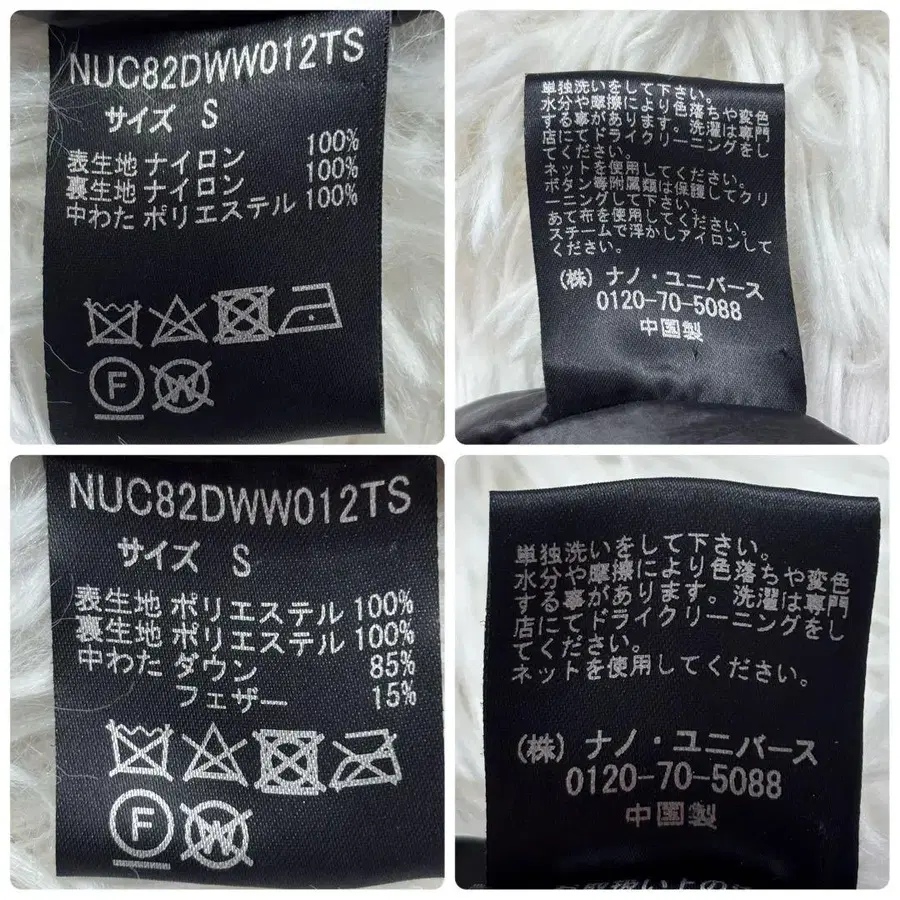 NUC82DWW012TS
サイズ S
表生地 ナイロン 100%
裏生地 ナイロン 100%
中わた ポリエステル 100%
F
W
単独洗いをして下さい。
水分や摩擦により色落ちや変色
する事があります。洗濯は専門
店にてドライクリーニングをし
てください。
ネットを使用してください。
ボタン等附属類は保護してクリ
ーニングして下さい。
あて布を使用してください。
スチームで浮かしアイロンして
ください。
(株) ナノ・ユニバース
0120-70-5088
中国製
NUC82DWW012TS
サイズ S
表生地 ポリエステル 100%
裏生地 ポリエステル 100%
中わた ダウン 85%
フェザー 15%
F
W
単独洗いをして下さい。
水分や摩擦により色落ちや変色
する事があります。洗濯は専門
店にてドライクリーニングをし
てください。
ネットを使用してください。
(株) ナノ・ユニバース
0120-70-5088
中国製